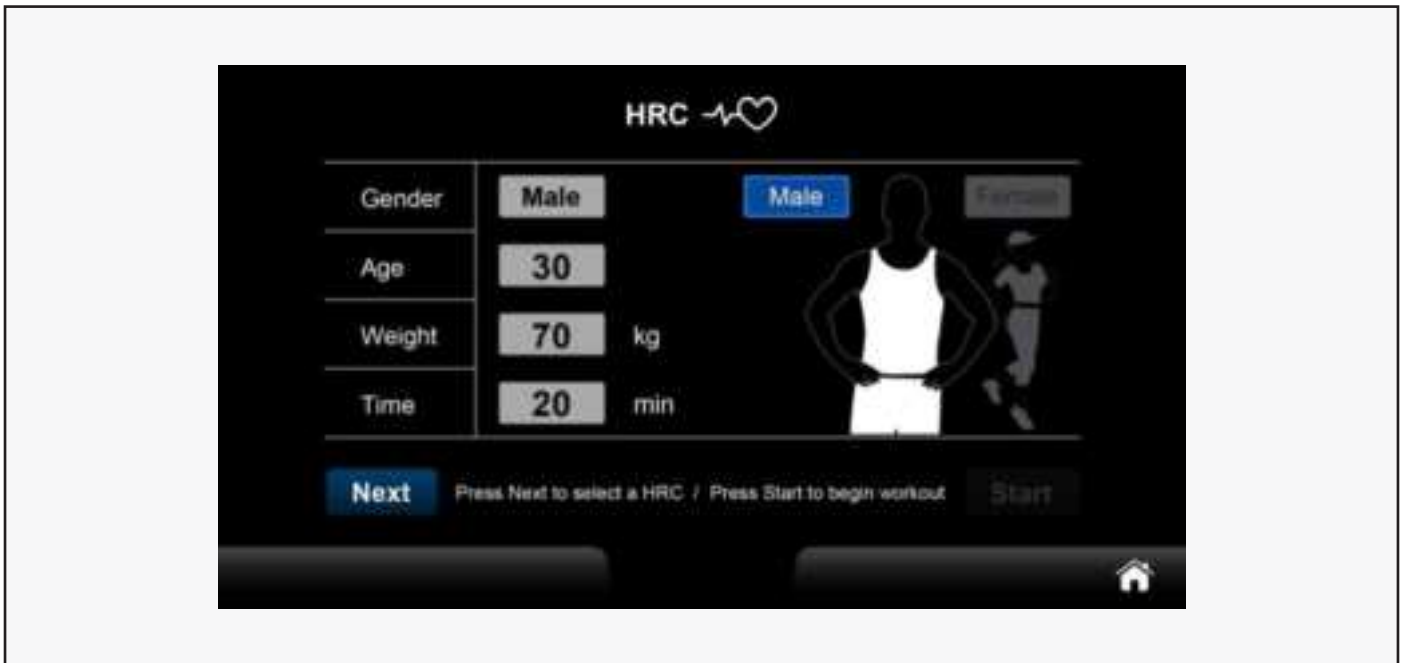 HRC
Gender Male Male Female
Age 30
Weight 70 kg
Time 20 min
Next Press Next to select a HRC / Press Start to begin workout Start